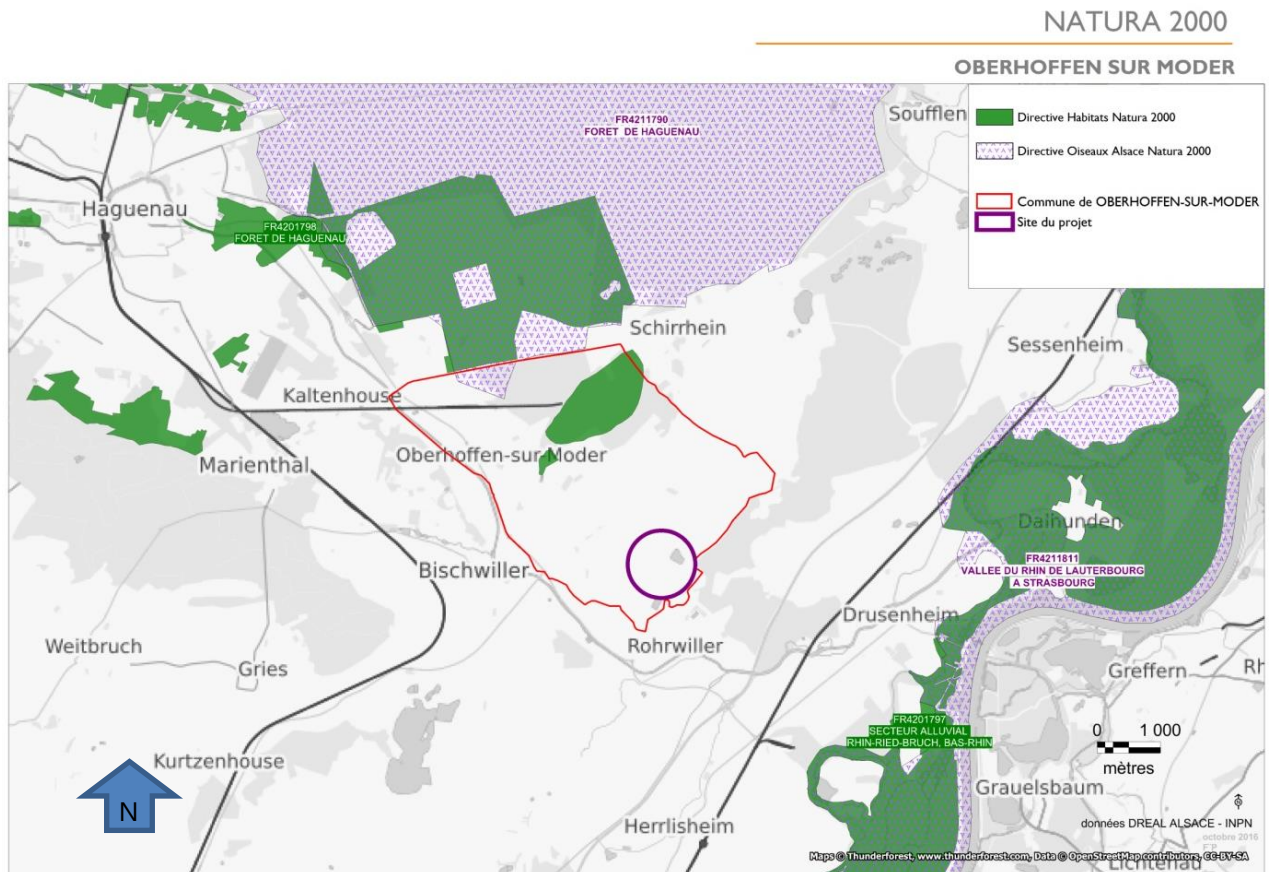 NATURA 2000
OBERHOFFEN SUR MODER
Directive Habitats Natura 2000
Directive Oiseaux Alsace Natura 2000
Commune de OBERHOFFEN-SUR-MODER
Site du projet
FR4211790
FORET DE HAGUENAU
Soufflen
Haguenau
FR4201798
FORET DE HAGUENAU
Schirrhein
Sessenheim
Kaltenhouse
Oberhoffen-sur-Moder
Marienthal
Dalhunden
Bischwiller
FR4211811
VALLEE DU RHIN DE LAUTERBOURG
A STRASBOURG
Drusenheim
Weitbruch
Rohrwiller
Gries
Greffern
Rh
FR4201797
SECTEUR ALLUVIAL
RHIN-RIED-BRUCH, BAS-RHIN
0 1 000
mètres
Kurtzenhouse
Grauelsbaum
N
Herrlisheim
données DREAL ALSACE - INPN
octobre 2016
Maps © Thunderforest, www.thunderforest.com, Data © OpenStreetMap contributors, CC-BY-SA
Lichtenau